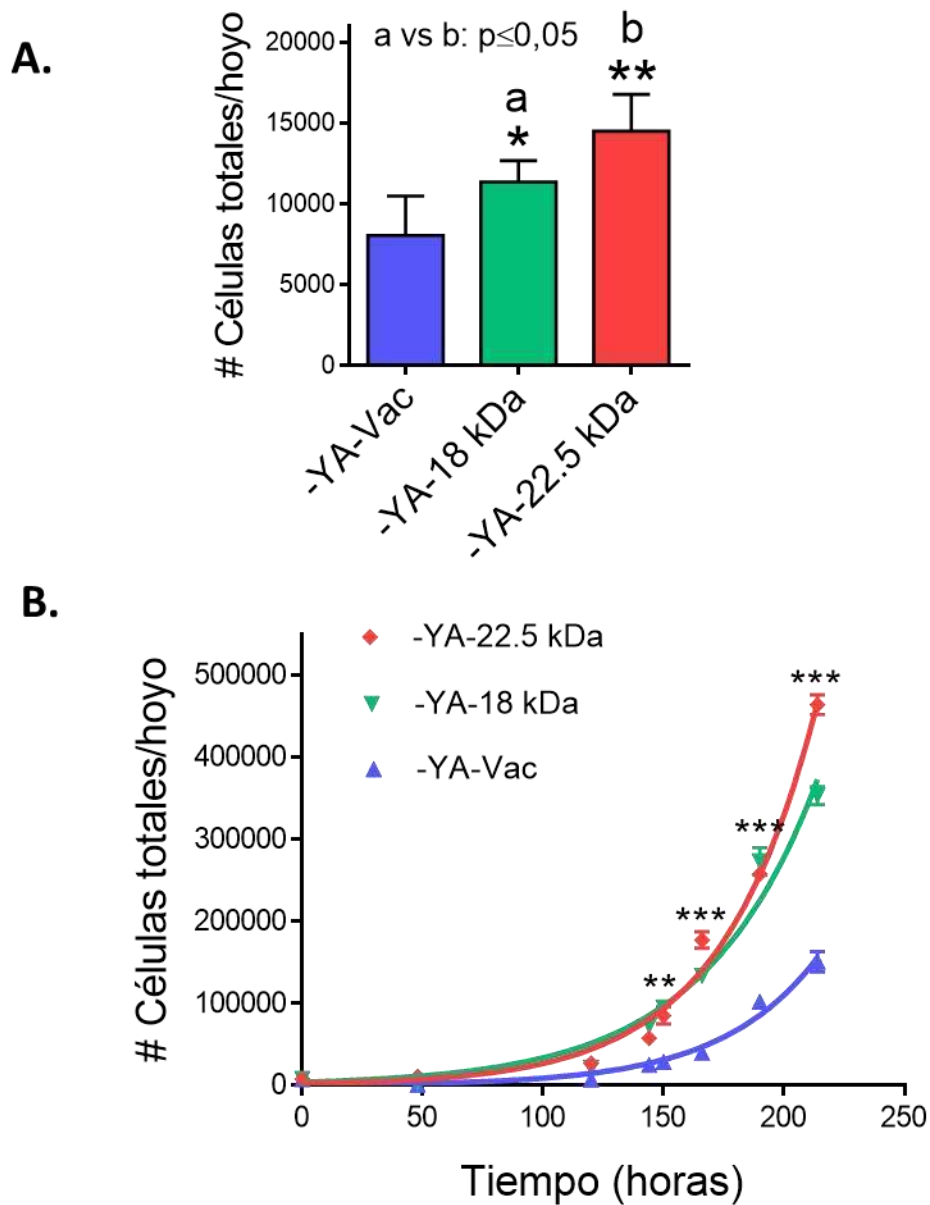 A.
# Células totales/hoyo
20000
15000
10000
5000
0
a vs b: p≤0,05
a
*
b
**
-YA-Vac
-YA-18 kDa
-YA-22.5 kDa
B.
# Células totales/hoyo
500000
400000
300000
200000
100000
0
-YA-22.5 kDa
-YA-18 kDa
-YA-Vac
**
***
***
***
0 50 100 150 200 250
Tiempo (horas)